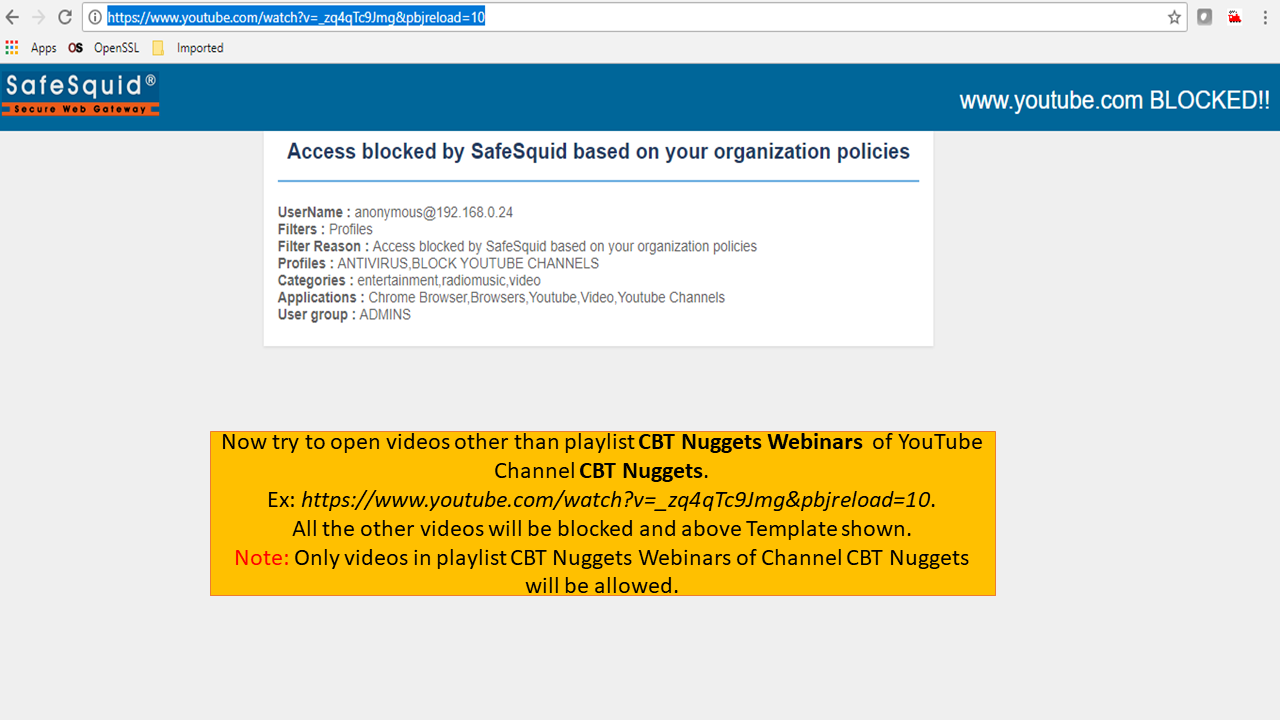 https://www.youtube.com/watch?v=_zq4qTc9Jmg&pbjreload=10
Apps OS OpenSSL Imported
SafeSquid®
Secure Web Gateway
www.youtube.com BLOCKED!!
Access blocked by SafeSquid based on your organization policies
UserName : anonymous@192.168.0.24
Filters : Profiles
Filter Reason : Access blocked by SafeSquid based on your organization policies
Profiles : ANTIVIRUS,BLOCK YOUTUBE CHANNELS
Categories : entertainment,radiomusic,video
Applications : Chrome Browser,Browsers,Youtube,Video,Youtube Channels
User group : ADMINS
Now try to open videos other than playlist CBT Nuggets Webinars of YouTube
Channel CBT Nuggets.
Ex: https://www.youtube.com/watch?v=_zq4qTc9Jmg&pbjreload=10.
All the other videos will be blocked and above Template shown.
Note: Only videos in playlist CBT Nuggets Webinars of Channel CBT Nuggets
will be allowed.